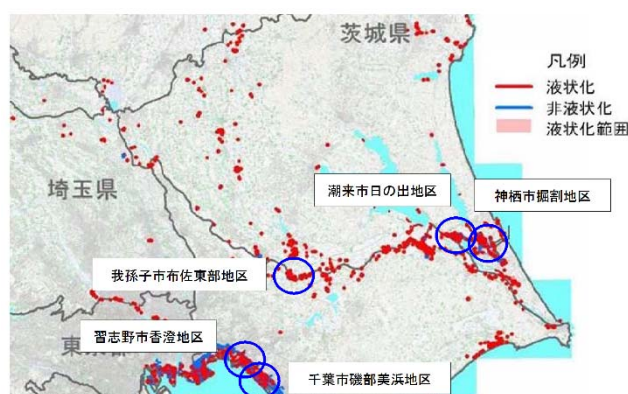 茨城県
凡例
液状化
非液状化
液状化範囲
埼玉県
潮来市日の出地区
神栖市掘割地区
我孫子市布佐東部地区
習志野市香澄地区
東京都
千葉市磯部美浜地区